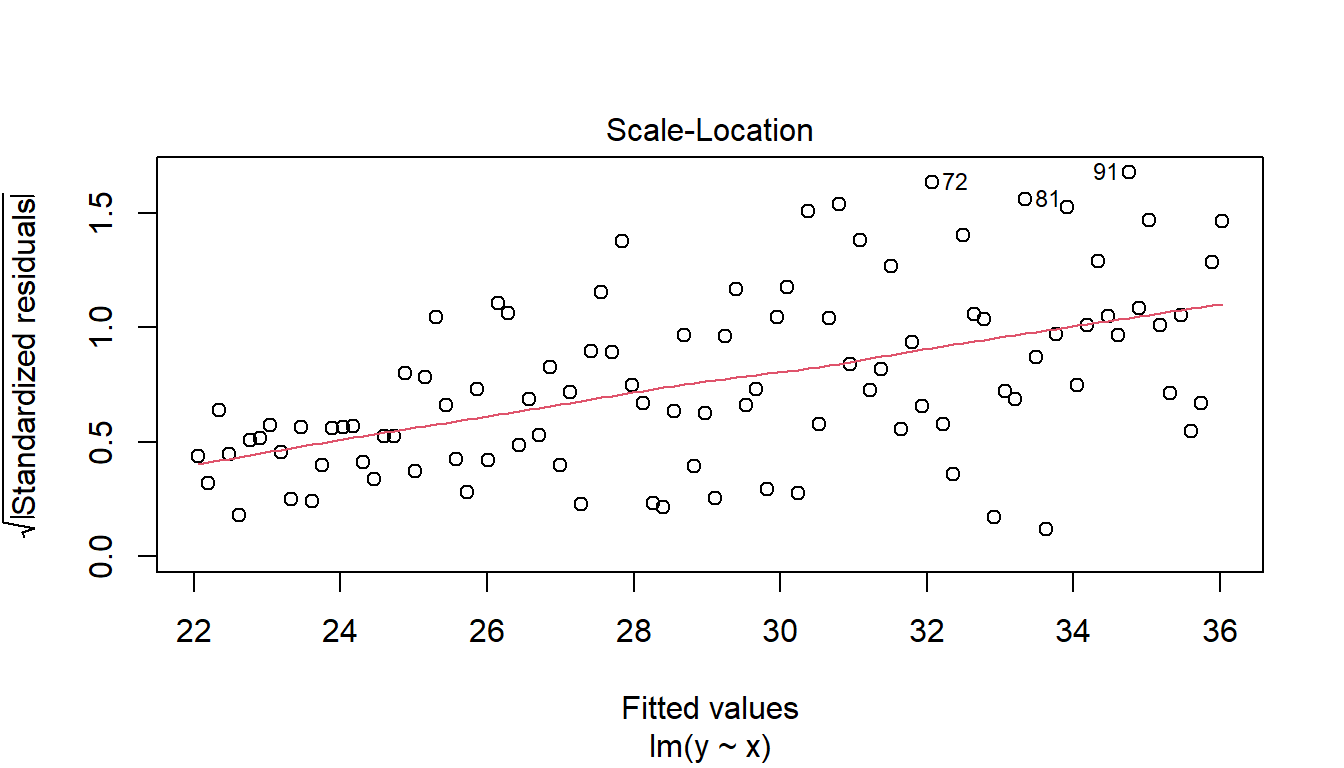 Scale-Location
√|Standardized residuals|
1.5
1.0
0.5
0.0
72
81
91
22 24 26 28 30 32 34 36
Fitted values
lm(y ~ x)